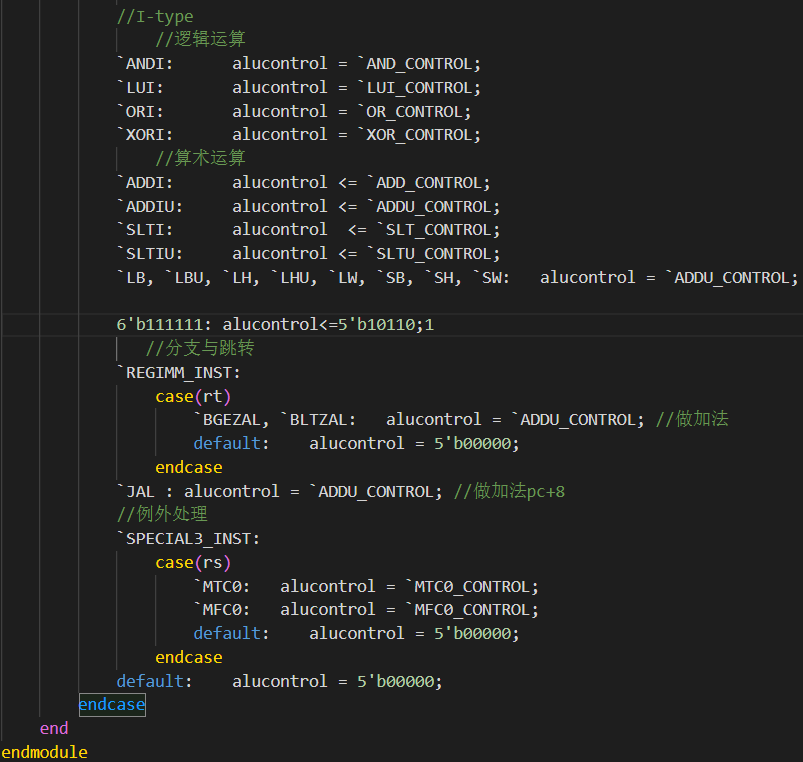 //I-type
//逻辑运算
`ANDI: alucontrol = `AND_CONTROL;
`LUI: alucontrol = `LUI_CONTROL;
`ORI: alucontrol = `OR_CONTROL;
`XORI: alucontrol = `XOR_CONTROL;
//算术运算
`ADDI: alucontrol <= `ADD_CONTROL;
`ADDIU: alucontrol <= `ADDU_CONTROL;
`SLTI: alucontrol  <= `SLT_CONTROL;
`SLTIU: alucontrol <= `SLTU_CONTROL;
`LB, `LBU, `LH, `LHU, `LW, `SB, `SH, `SW: alucontrol = `ADDU_CONTROL;
6'b111111: alucontrol<=5'b10110;1
//分支与跳转
`REGIMM_INST:
case(rt)
`BGEZAL, `BLTZAL: alucontrol = `ADDU_CONTROL; //做加法
default: alucontrol = 5'b00000;
endcase
`JAL : alucontrol = `ADDU_CONTROL; //做加法pc+8
//例外处理
`SPECIAL3_INST:
case(rs)
`MTC0: alucontrol = `MTC0_CONTROL;
`MFC0: alucontrol = `MFC0_CONTROL;
default: alucontrol = 5'b00000;
endcase
default: alucontrol = 5'b00000;
endcase
end
endmodule